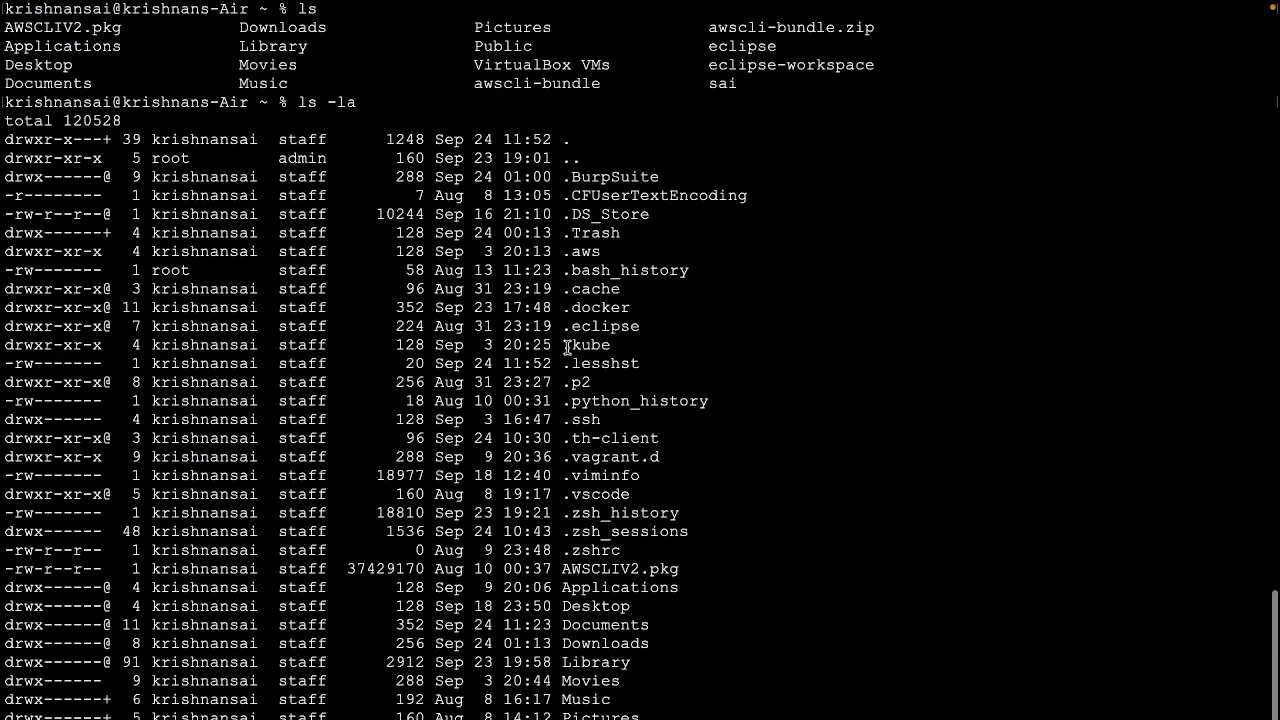 krishnansai@krishnans-Air ~ % ls
AWSCLIV2.pkg Downloads Pictures awscli-bundle.zip
Applications Library Public eclipse
Desktop Movies VirtualBox VMs eclipse-workspace
Documents Music awscli-bundle sai
krishnansai@krishnans-Air ~ % ls -la
total 120528
drwxr-x---+ 39 krishnansai staff 1248 Sep 24 11:52 .
drwxr-xr-x 5 root admin 160 Sep 23 19:01 ..
drwx------@ 9 krishnansai staff 288 Sep 24 01:00 .BurpSuite
-r-------- 1 krishnansai staff 7 Aug 8 13:05 .CFUserTextEncoding
-rw-r--r--@ 1 krishnansai staff 10244 Sep 16 21:10 .DS_Store
drwx------+ 4 krishnansai staff 128 Sep 24 00:13 .Trash
drwxr-xr-x 4 krishnansai staff 128 Sep 3 20:13 .aws
-rw------- 1 root staff 58 Aug 13 11:23 .bash_history
drwxr-xr-x@ 3 krishnansai staff 96 Aug 31 23:19 .cache
drwxr-xr-x@ 11 krishnansai staff 352 Sep 23 17:48 .docker
drwxr-xr-x@ 7 krishnansai staff 224 Aug 31 23:19 .eclipse
drwxr-xr-x 4 krishnansai staff 128 Sep 3 20:25 .kube
-rw------- 1 krishnansai staff 20 Sep 24 11:52 .lesshst
drwxr-xr-x@ 8 krishnansai staff 256 Aug 31 23:27 .p2
-rw------- 1 krishnansai staff 18 Aug 10 00:31 .python_history
drwx------ 4 krishnansai staff 128 Sep 3 16:47 .ssh
drwxr-xr-x@ 3 krishnansai staff 96 Sep 24 10:30 .th-client
drwxr-xr-x 9 krishnansai staff 288 Sep 9 20:36 .vagrant.d
-rw------- 1 krishnansai staff 18977 Sep 18 12:40 .viminfo
drwxr-xr-x@ 5 krishnansai staff 160 Aug 8 19:17 .vscode
-rw------- 1 krishnansai staff 18810 Sep 23 19:21 .zsh_history
drwx------ 48 krishnansai staff 1536 Sep 24 10:43 .zsh_sessions
-rw-r--r-- 1 krishnansai staff 0 Aug 9 23:48 .zshrc
-rw-r--r-- 1 krishnansai staff 37429170 Aug 10 00:37 AWSCLIV2.pkg
drwx------@ 4 krishnansai staff 128 Sep 9 20:06 Applications
drwx------@ 4 krishnansai staff 128 Sep 18 23:50 Desktop
drwx------@ 11 krishnansai staff 352 Sep 24 11:23 Documents
drwx------@ 8 krishnansai staff 256 Sep 24 01:13 Downloads
drwx------@ 91 krishnansai staff 2912 Sep 23 19:58 Library
drwx------ 9 krishnansai staff 288 Sep 3 20:44 Movies
drwx------+ 6 krishnansai staff 192 Aug 8 16:17 Music
drwx------+ 5 krishnansai staff 160 Aug 8 14:12 Pictures